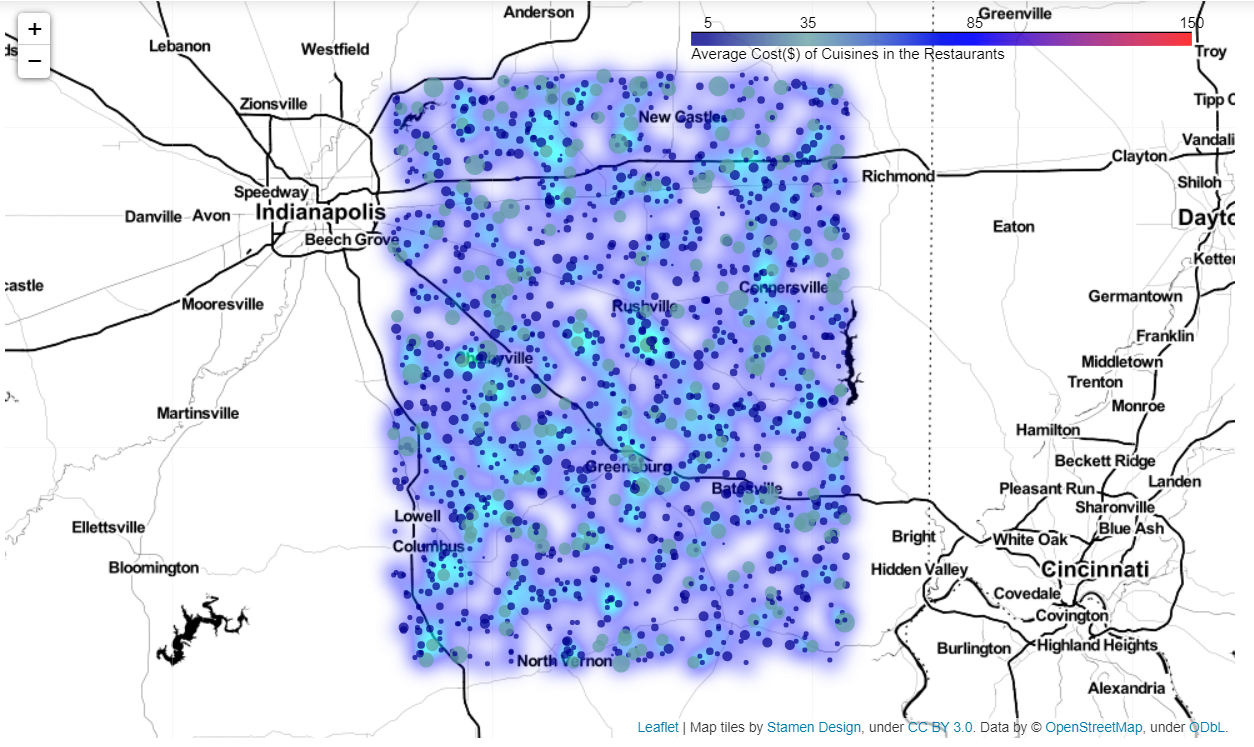 +
−
Anderson
5 35 85 150
Average Cost($) of Cuisines in the Restaurants
Greenville
Lebanon
Westfield
ds
Troy
Zionsville
New Castle
Tipp C
Vandali
Clayton
Richmond
Shiloh
Speedway
Indianapolis
Danville
Avon
Dayto
Eaton
Beech Grove
Ketter
castle
Connersville
Germantown
Mooresville
Rushville
Franklin
Shelbyville
Middletown
Trenton
Martinsville
Monroe
Hamilton
Beckett Ridge
Greensburg
Landen
Batesville
Pleasant Run
Sharonville
Lowell
Ellettsville
Blue Ash
Bright
White Oak
Columbus
Bloomington
Hidden Valley
Cincinnati
Covedale
Covington
Burlington
Highland Heights
North Vernon
Alexandria
Leaflet | Map tiles by Stamen Design, under CC BY 3.0. Data by © OpenStreetMap, under ODbL.